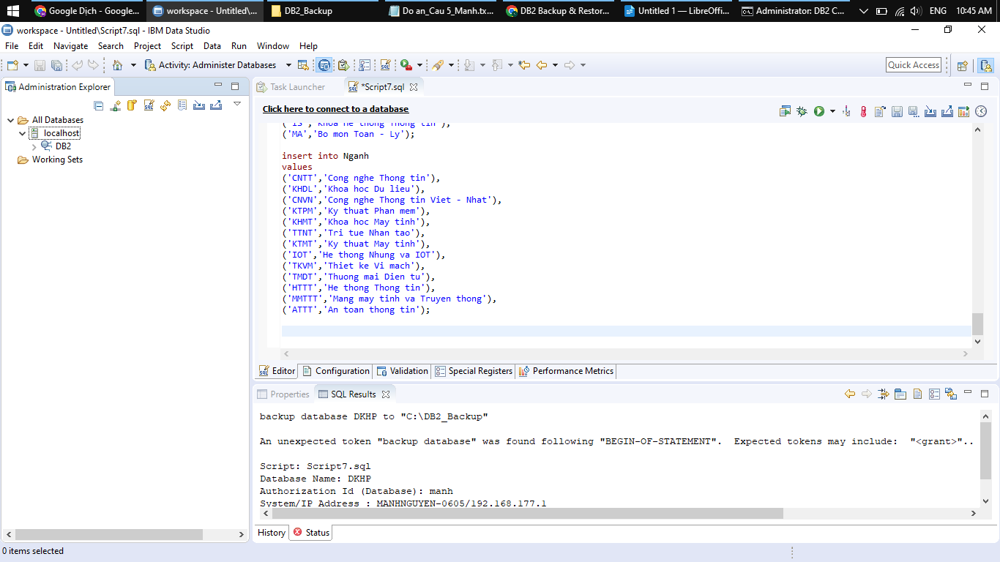 Google Dịch - Google...
workspace - Untitled\...
DB2_Backup
Do an_Cau 5_Manh.tx...
DB2 Backup & Restor...
Untitled 1 — LibreOffi...
Administrator: DB2 C...
ENG
10:45 AM
workspace - Untitled\Script7.sql - IBM Data Studio
File Edit Navigate Search Project Script Data Run Window Help
Activity: Administer Databases
Quick Access
Administration Explorer
All Databases
localhost
DB2
Working Sets
Task Launcher
*Script7.sql
Click here to connect to a database
('IS','Khoa He thong Thong tin'),
('MA','Bo mon Toan - Ly');
insert into Nganh
values
('CNTT','Cong nghe Thong tin'),
('KHDL','Khoa hoc Du lieu'),
('CNVN','Cong nghe Thong tin Viet - Nhat'),
('KTPM','Ky thuat Phan mem'),
('KHMT','Khoa hoc May tinh'),
('TTNT','Tri tue Nhan tao'),
('KTMT','Ky thuat May tinh'),
('IOT','He thong Nhung va IOT'),
('TKVM','Thiet ke Vi mach'),
('TMDT','Thuong mai Dien tu'),
('HTTT','He thong Thong tin'),
('MMTTT','Mang may tinh va Truyen thong'),
('ATTT','An toan thong tin');
Editor
Configuration
Validation
Special Registers
Performance Metrics
Properties
SQL Results
backup database DKHP to "C:\DB2_Backup"
An unexpected token "backup database" was found following "BEGIN-OF-STATEMENT".  Expected tokens may include:  "<grant>"..
Script: Script7.sql
Database Name: DKHP
Authorization Id (Database): manh
System/IP Address : MANHNGUYEN-0605/192.168.177.1
History
Status
0 items selected